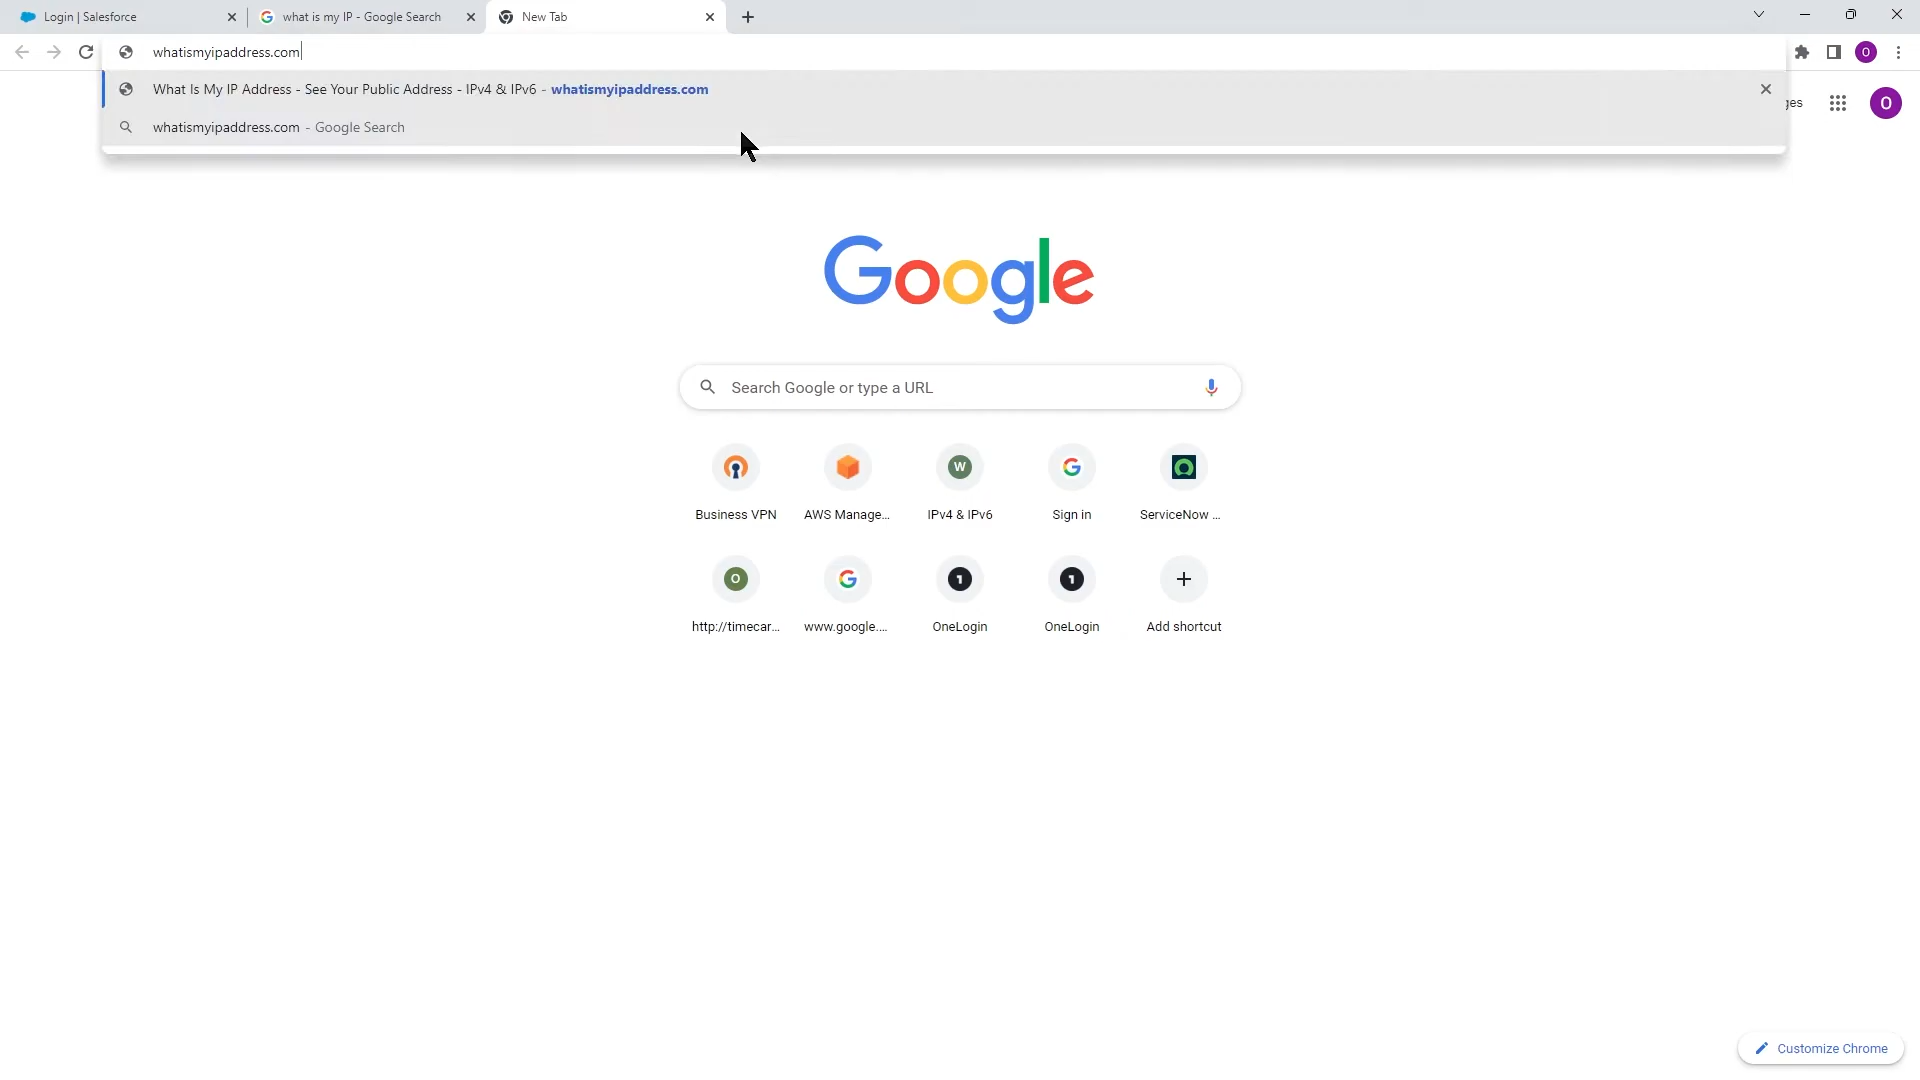 Login | Salesforce
what is my IP - Google Search
New Tab
whatismyipaddress.com
O
What Is My IP Address - See Your Public Address - IPv4 & IPv6 - whatismyipaddress.com
whatismyipaddress.com - Google Search
ges
O
Google
Search Google or type a URL
W
Business VPN
AWS Manage...
IPv4 & IPv6
Sign in
ServiceNow ...
O
1
1
http://timecar...
www.google....
OneLogin
OneLogin
Add shortcut
Customize Chrome